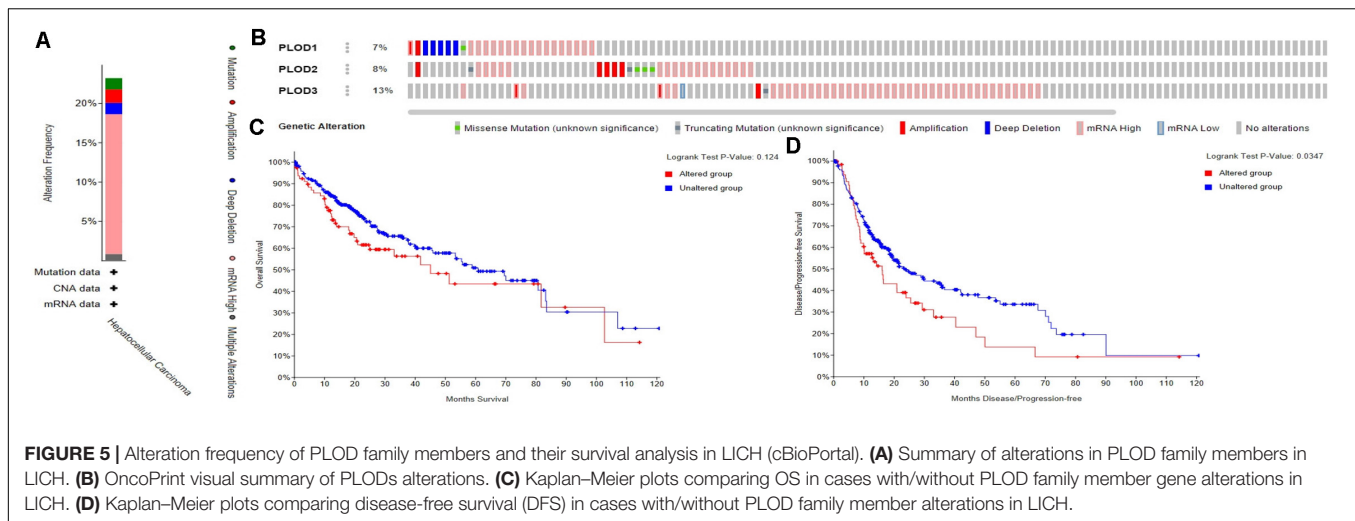 A
Alteration Frequency
20%
15%
10%
5%
Mutation data +
CNA data +
mRNA data +
Hepatocellular Carcinoma
Mutation
Amplification
Deep Deletion
mRNA High
Multiple Alterations
B
PLOD1 7%
PLOD2 8%
PLOD3 13%
Genetic Alteration
Missense Mutation (unknown significance)
Truncating Mutation (unknown significance)
Amplification
Deep Deletion
mRNA High
mRNA Low
No alterations
C
Logrank Test P-Value: 0.124
Altered group
Unaltered group
Overall Survival
100%
90%
80%
70%
60%
50%
40%
30%
20%
10%
0%
0 10 20 30 40 50 60 70 80 90 100 110 120
Months Survival
D
Logrank Test P-Value: 0.0347
Altered group
Unaltered group
Disease/Progression-free Survival
100%
90%
80%
70%
60%
50%
40%
30%
20%
10%
0%
0 10 20 30 40 50 60 70 80 90 100 110 120
Months Disease/Progression-free
FIGURE 5 | Alteration frequency of PLOD family members and their survival analysis in LICH (cBioPortal). (A) Summary of alterations in PLOD family members in
LICH. (B) OncoPrint visual summary of PLODs alterations. (C) Kaplan–Meier plots comparing OS in cases with/without PLOD family member gene alterations in
LICH. (D) Kaplan–Meier plots comparing disease-free survival (DFS) in cases with/without PLOD family member alterations in LICH.